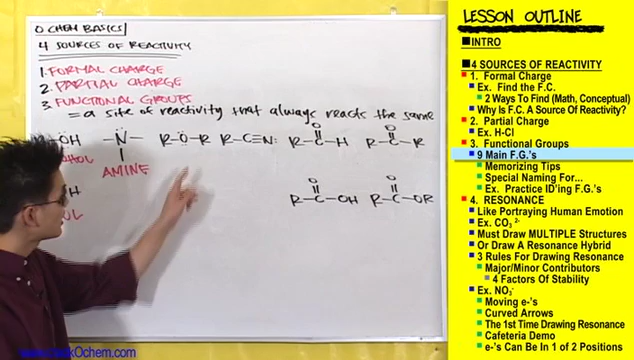 O CHEM BASICS
4 SOURCES OF REACTIVITY
1. FORMAL CHARGE
2. PARTIAL CHARGE
3. FUNCTIONAL GROUPS
= a site of reactivity that always reacts the same
OH -N- R-O-R R-C≡N: R-C-H R-C-R
O O
AMINE
H
O O
R-C-OH R-C-OR
LESSON OUTLINE
INTRO
4 SOURCES OF REACTIVITY
1. Formal Charge
Ex. Find the F.C.
2 Ways To Find (Math, Conceptual)
Why Is F.C. A Source Of Reactivity?
2. Partial Charge
Ex. H-Cl
3. Functional Groups
9 Main F.G.'s
Memorizing Tips
Special Naming For...
Ex. Practice ID'ing F.G.'s
4. RESONANCE
Like Portraying Human Emotion
Ex. CO₃ ²⁻
Must Draw MULTIPLE Structures
Or Draw A Resonance Hybrid
3 Rules For Drawing Resonance
Major/Minor Contributors
4 Factors Of Stability
Ex. NO₃⁻
Moving e-'s
Curved Arrows
The 1st Time Drawing Resonance
Cafeteria Demo
e-'s Can Be In 1 of 2 Positions